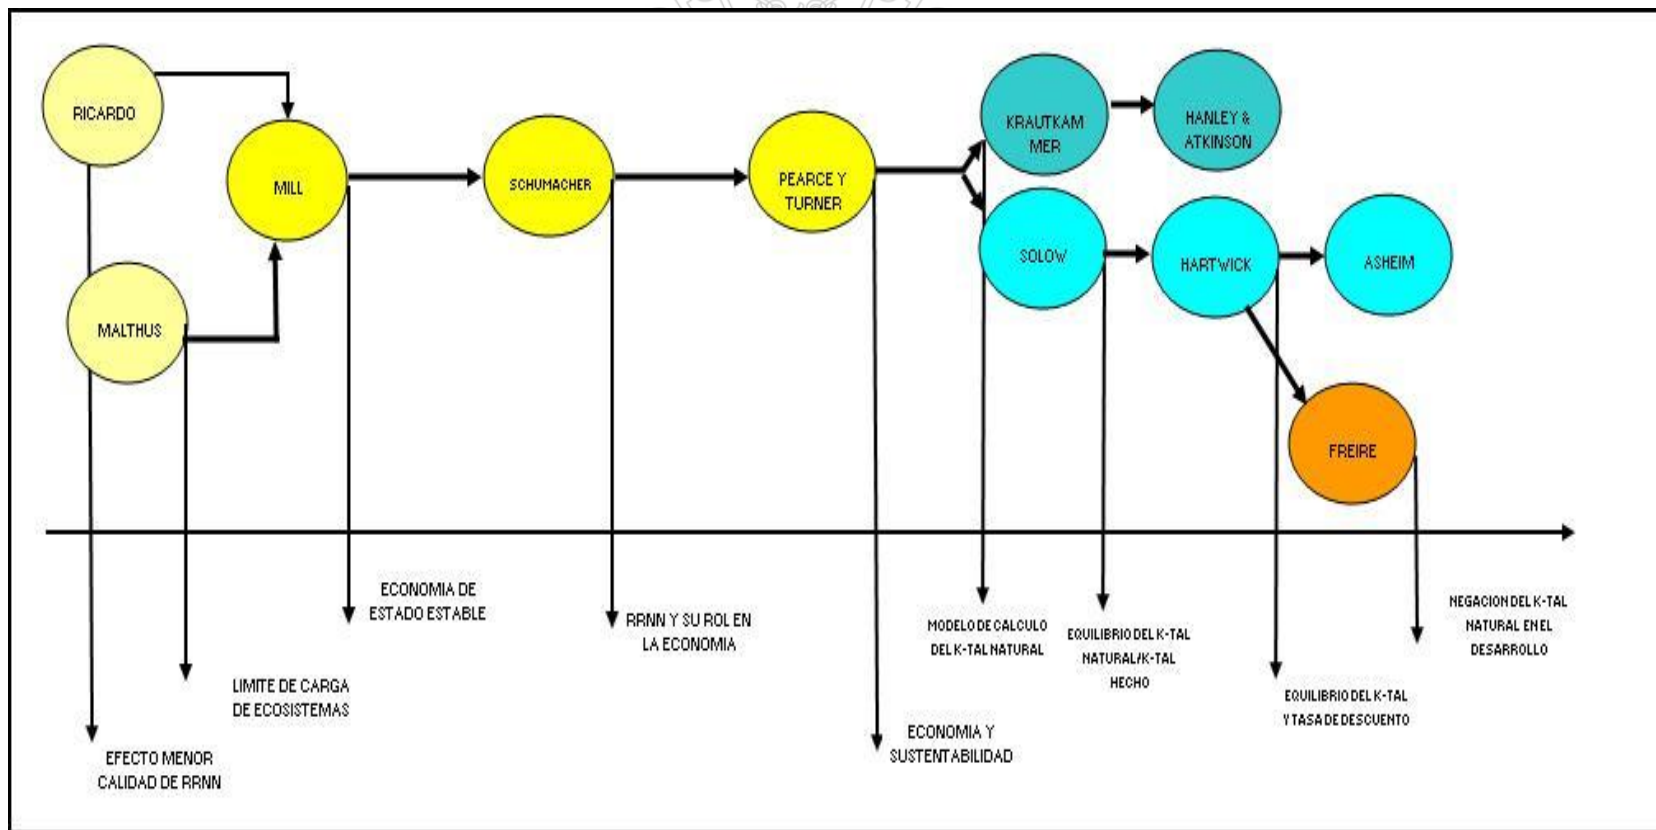 RICARDO
MALTHUS
MILL
SCHUMACHER
PEARCE Y
TURNER
KRAUTKAM
MER
HANLEY &
ATKINSON
SOLOW
HARTWICK
ASHEIM
FREIRE
EFECTO MENOR
CALIDAD DE RRNN
LIMITE DE CARGA
DE ECOSISTEMAS
ECONOMIA DE
ESTADO ESTABLE
RRNN Y SU ROL EN
LA ECONOMIA
ECONOMIA Y
SUSTENTABILIDAD
MODELO DE CALCULO
DEL K-TAL NATURAL
EQUILIBRIO DEL K-TAL
NATURAL/K-TAL
HECHO
EQUILIBRIO DEL K-TAL
Y TASA DE DESCUENTO
NEGACION DEL K-TAL
NATURAL EN EL
DESARROLLO